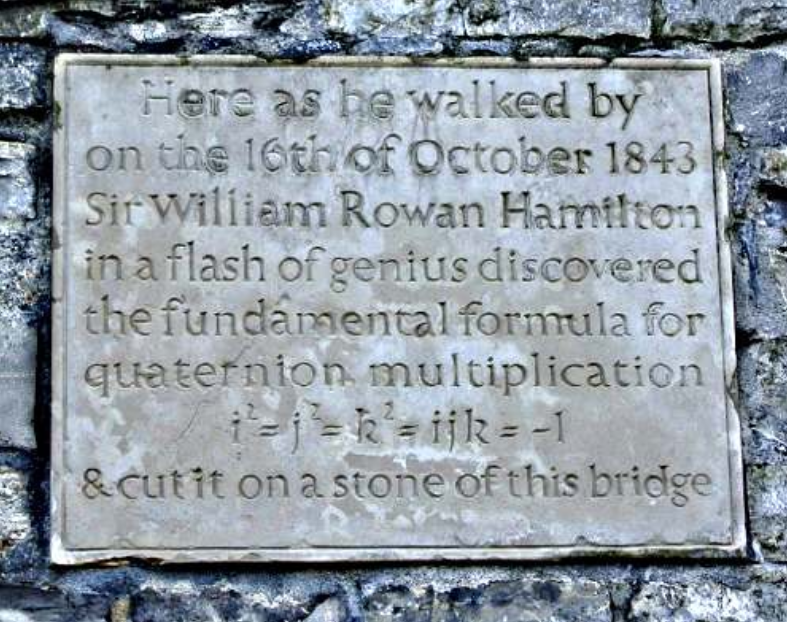 Here as he walked by
on the 16th of October 1843
Sir William Rowan Hamilton
in a flash of genius discovered
the fundamental formula for
quaternion multiplication
i² = j² = k² = ijk = -1
& cut it on a stone of this bridge